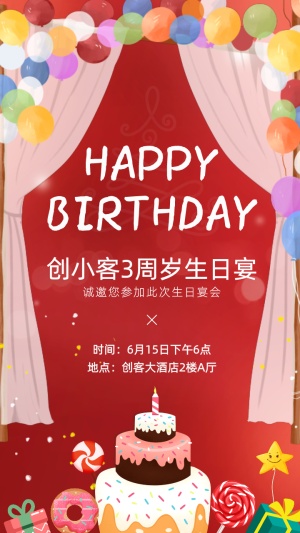 HAPPY
BIRTHDAY
创小客3周岁生日宴
诚邀您参加此次生日宴会
时间：6月15日下午6点
地点：创客大酒店2楼A厅